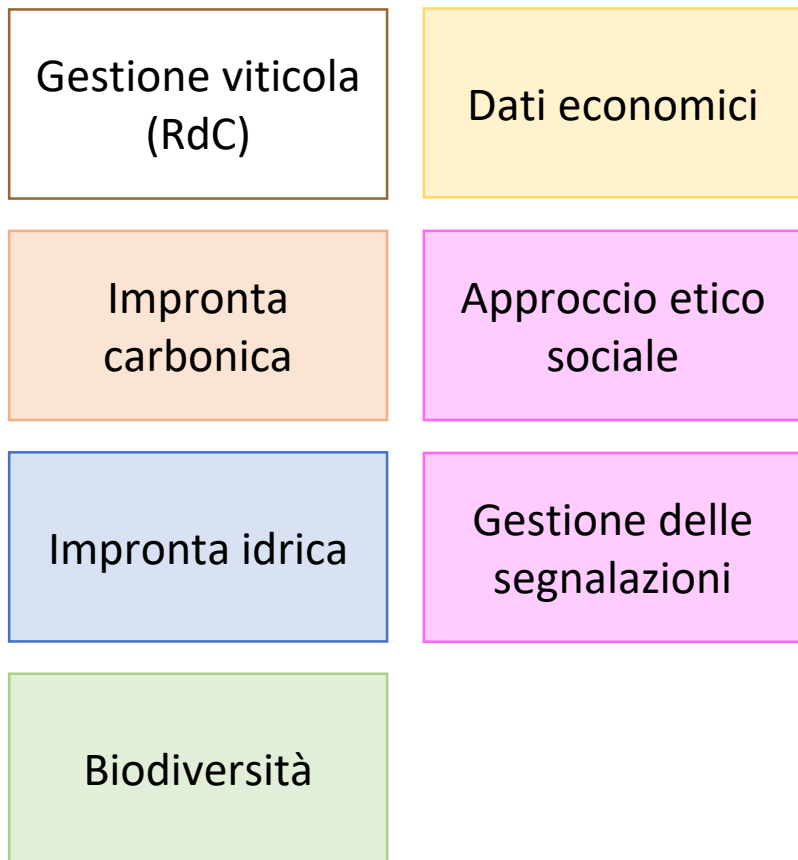 Gestione viticola
(RdC)
Dati economici
Impronta
carbonica
Approccio etico
sociale
Impronta idrica
Gestione delle
segnalazioni
Biodiversità